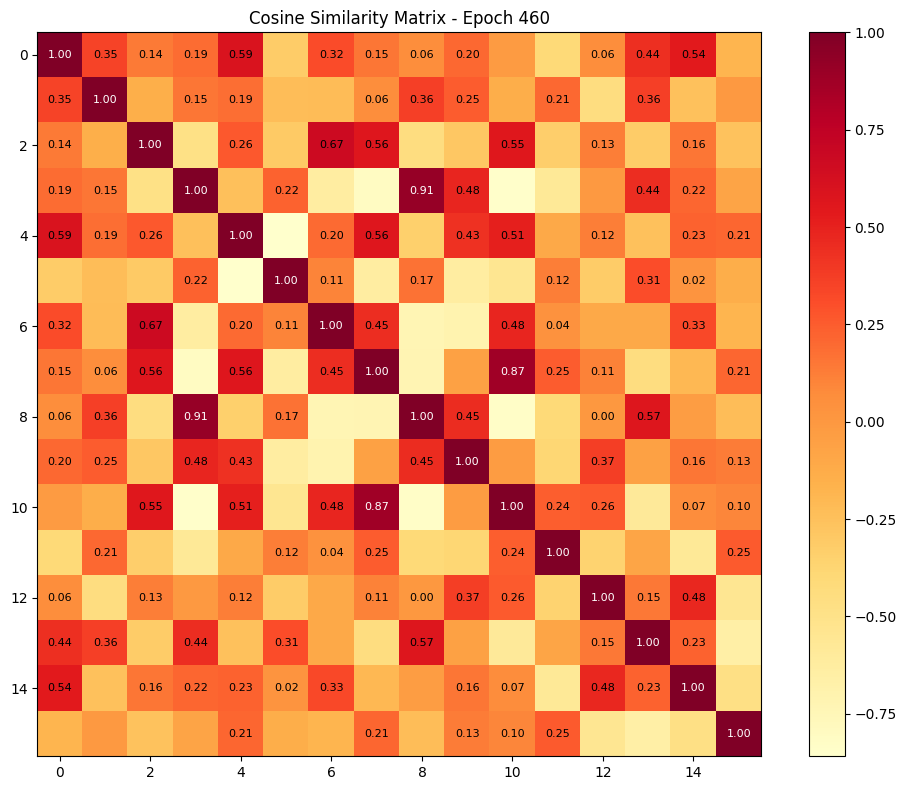 Cosine Similarity Matrix - Epoch 460
0 1.00 0.35 0.14 0.19 0.59 0.32 0.15 0.06 0.20 0.06 0.44 0.54
0.35 1.00 0.15 0.19 0.06 0.36 0.25 0.21 0.36
2 0.14 1.00 0.26 0.67 0.56 0.55 0.13 0.16
0.19 0.15 1.00 0.22 0.91 0.48 0.44 0.22
4 0.59 0.19 0.26 1.00 0.20 0.56 0.43 0.51 0.12 0.23 0.21
0.22 1.00 0.11 0.17 0.12 0.31 0.02
6 0.32 0.67 0.20 0.11 1.00 0.45 0.48 0.04 0.33
0.15 0.06 0.56 0.56 0.45 1.00 0.87 0.25 0.11 0.21
8 0.06 0.36 0.91 0.17 1.00 0.45 0.00 0.57
0.20 0.25 0.48 0.43 0.45 1.00 0.37 0.16 0.13
10 0.55 0.51 0.48 0.87 1.00 0.24 0.26 0.07 0.10
0.21 0.12 0.04 0.25 0.24 1.00 0.25
12 0.06 0.13 0.12 0.11 0.00 0.37 0.26 1.00 0.15 0.48
0.44 0.36 0.44 0.31 0.57 0.15 1.00 0.23
14 0.54 0.16 0.22 0.23 0.02 0.33 0.16 0.07 0.48 0.23 1.00
0.21 0.21 0.13 0.10 0.25 1.00
0 2 4 6 8 10 12 14
1.00
0.75
0.50
0.25
0.00
−0.25
−0.50
−0.75